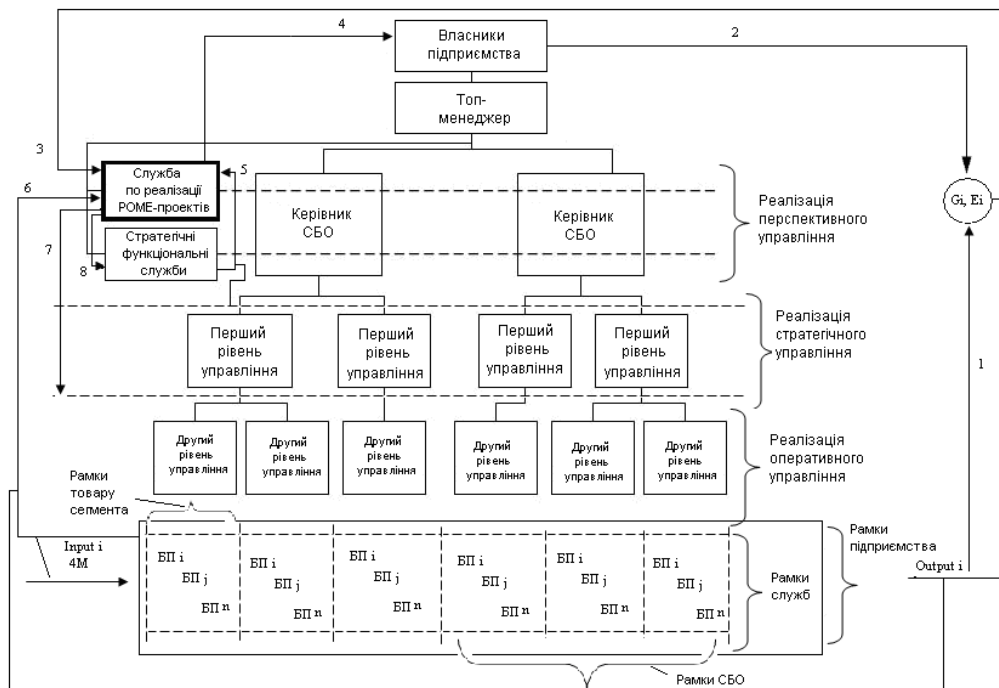 4
Власники
підприємства
2
Топ-
менеджер
3
Служба
по реалізації
РОМЕ-проектів
5
6
Керівник
СБО
Керівник
СБО
Реалізація
перспективного
управління
Gi, Ei
7
Стратегічні
функціональні
служби
8
Перший
рівень
управління
Перший
рівень
управління
Перший
рівень
управління
Перший
рівень
управління
Реалізація
стратегічного
управління
1
Другий
рівень
управління
Другий
рівень
управління
Другий
рівень
управління
Другий
рівень
управління
Другий
рівень
управління
Другий
рівень
управління
Реалізація
оперативного
управління
Рамки
товару
сегмента
Input i
4M
БП i
БП j
БП n
БП i
БП j
БП n
БП i
БП j
БП n
БП i
БП j
БП n
БП i
БП j
БП n
БП i
БП j
БП n
Рамки
служб
Рамки
підприємства
Output i
Рамки СБО